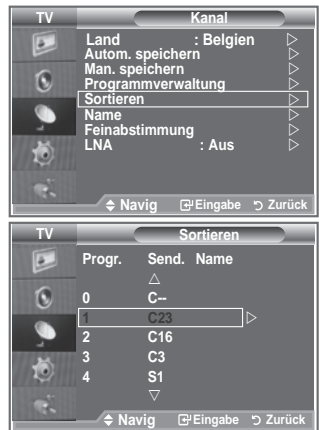 TV Kanal
Land : Belgien
Autom. speichern
Man. speichern
Programmverwaltung
Sortieren
Name
Feinabstimmung
LNA : Aus
Navig Eingabe Zurück
TV Sortieren
Progr. Send. Name
0 C--
1 C23
2 C16
3 C3
4 S1
Navig Eingabe Zurück